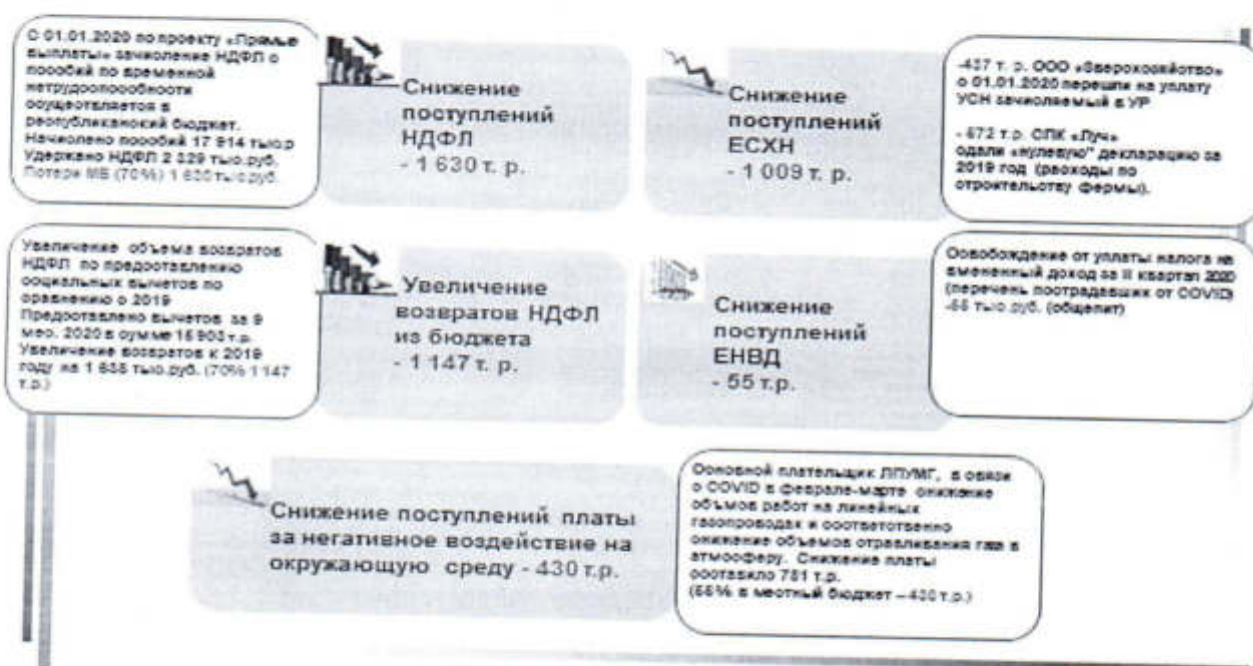 С 01.01.2020 по проекту «Прямые
выплаты» зачисление НДФЛ с
пособий по временной
нетрудоспособности
осуществляется в
республиканский бюджет.
Начислено пособий 17 914 тыс.р
Удержано НДФЛ 2 329 тыс.руб.
Потери МБ (70%) 1 630 тыс.руб.
Снижение
поступлений
НДФЛ
- 1 630 т. р.
Снижение
поступлений
ЕСХН
- 1 009 т. р.
-437 т. р. ООО «Зверохозяйство»
с 01.01.2020 перешли на уплату
УСН зачисляемый в УР
- 572 т.р. СПК «Луч»
сдали «нулевую" декларацию за
2019 год (расходы по
строительству фермы).
Увеличение объема возвратов
НДФЛ по предоставлению
социальных вычетов по
сравнению с 2019
Предоставлено вычетов за 9
мес. 2020 в сумме т.р.
Увеличение возвратов к 2019
году на 1 638 тыс.руб. (70% 1 147
т.р.)
Увеличение
возвратов НДФЛ
из бюджета
- 1 147 т. р.
Снижение
поступлений
ЕНВД
- 55 т.р.
Освобождение от уплаты налога на
вмененный доход за II квартал 2020
(перечень пострадавших от COVID)
-55 тыс.руб. (общепит)
Снижение поступлений платы
за негативное воздействие на
окружающую среду - 430 т.р.
Основной плательщик ЛПУМГ, в связи
с COVID в феврале-марте снижение
объмов работ на линейных
газопроводах и соответственно
снижение объемов стравливания газа в
атмосферу. Снижение платы
составило 781 т.р.
(55% в местный бюджет – 430 т.р.)